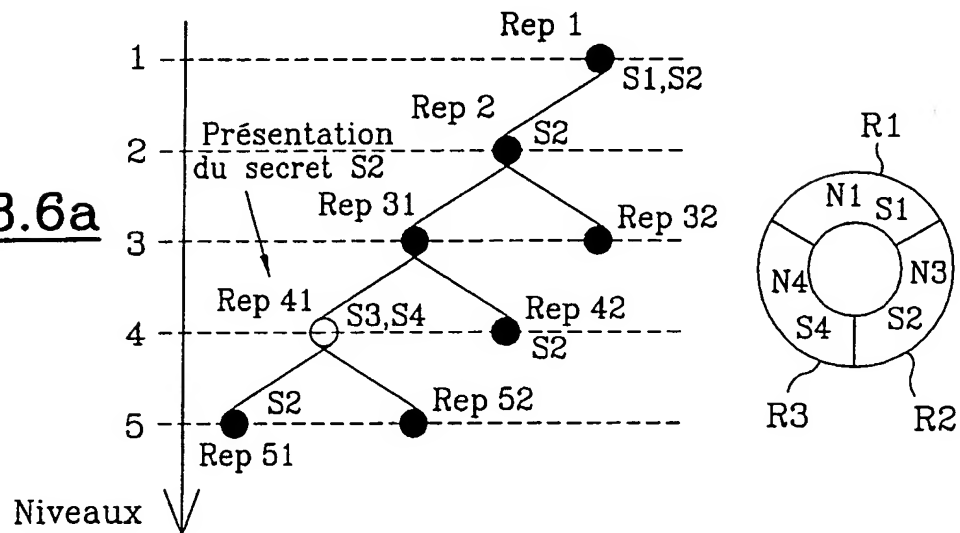 Rep 1
1
S1,S2
Rep 2
S2
Présentation
du secret S2
2
3.6a
Rep 31
Rep 32
3
Rep 41
S3,S4
Rep 42
4
S2
S2
Rep 52
5
Rep 51
Niveaux
R1
N1
S1
N4
N3
S4
S2
R3
R2